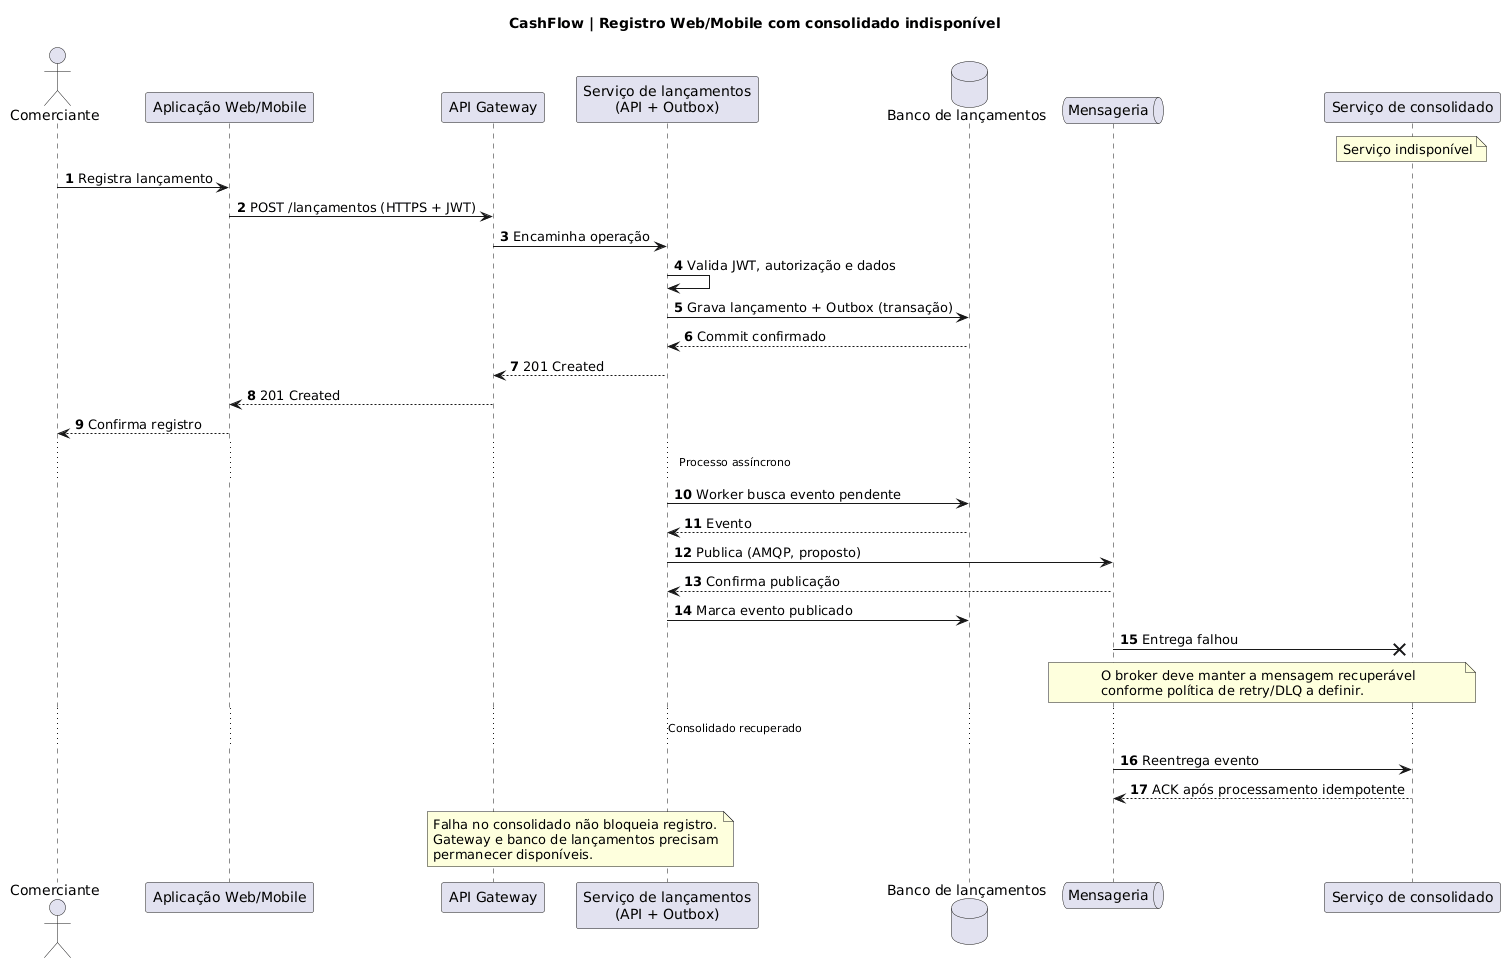 CashFlow | Registro Web/Mobile com consolidado indisponível
Comerciante
Aplicação Web/Mobile
API Gateway
Serviço de lançamentos
(API + Outbox)
Banco de lançamentos
Mensageria
Serviço de consolidado
Serviço indisponível
1 Registra lançamento
2 POST /lançamentos (HTTPS + JWT)
3 Encaminha operação
4 Valida JWT, autorização e dados
5 Grava lançamento + Outbox (transação)
6 Commit confirmado
7 201 Created
8 201 Created
9 Confirma registro
Processo assíncrono
10 Worker busca evento pendente
11 Evento
12 Publica (AMQP, proposto)
13 Confirma publicação
14 Marca evento publicado
15 Entrega falhou
O broker deve manter a mensagem recuperável
conforme política de retry/DLQ a definir.
Consolidado recuperado
16 Reentrega evento
17 ACK após processamento idempotente
Falha no consolidado não bloqueia registro.
Gateway e banco de lançamentos precisam
permanecer disponíveis.
Comerciante
Aplicação Web/Mobile
API Gateway
Serviço de lançamentos
(API + Outbox)
Banco de lançamentos
Mensageria
Serviço de consolidado